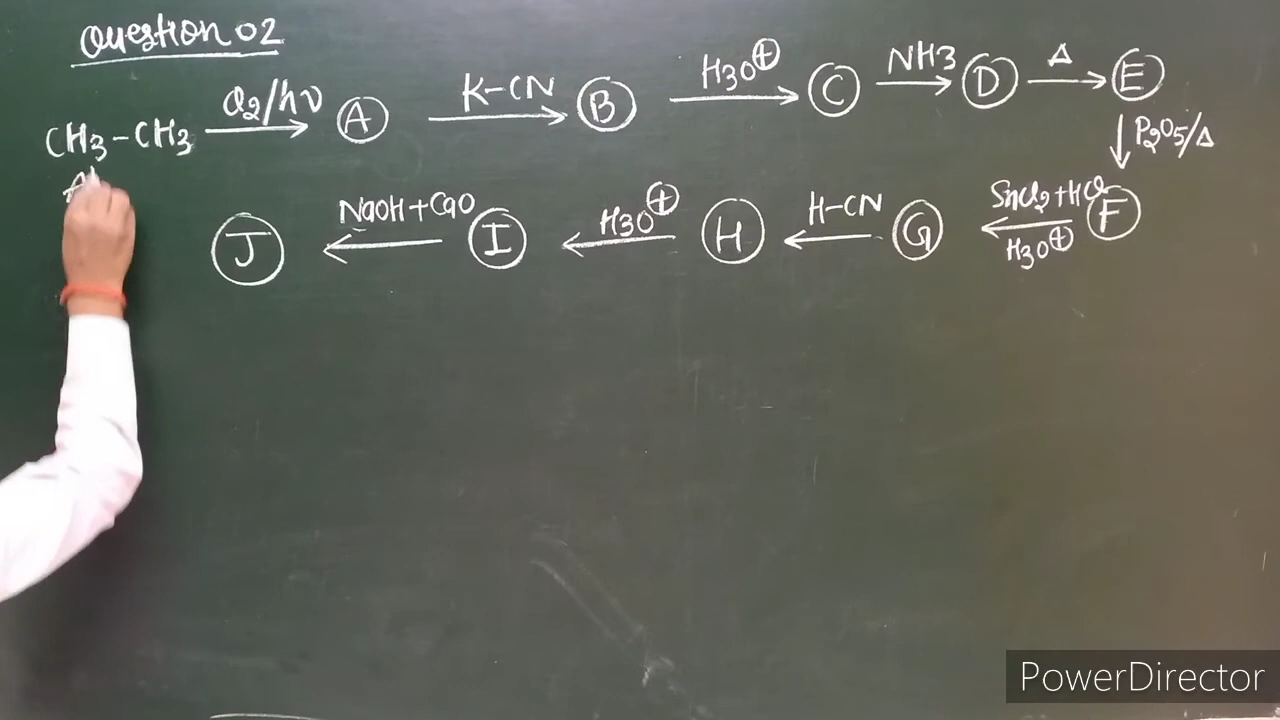 Question 02
CH3-CH3 Cl2/hν A K-CN B H3O⊕ C NH3 D Δ E
P2O5/Δ
J NaOH+CaO I H3O⊕ H H-CN G SnCl2+HCl H3O⊕ F
PowerDirector